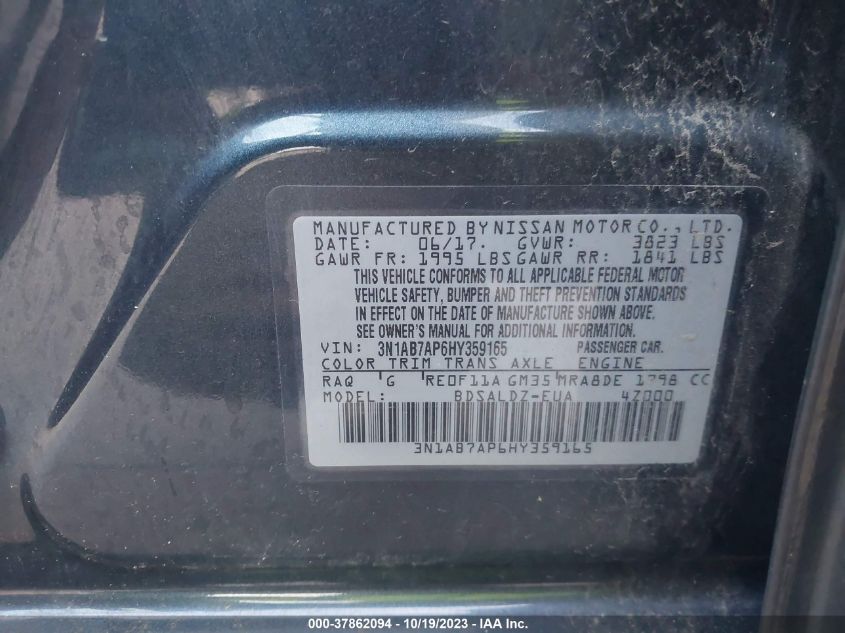 MANUFACTURED BY NISSAN MOTOR CO., LTD.
DATE: 06/17. GVWR: 3823 LBS
GAWR FR: 1995 LBS GAWR RR: 1841 LBS
THIS VEHICLE CONFORMS TO ALL APPLICABLE FEDERAL MOTOR
VEHICLE SAFETY, BUMPER AND THEFT PREVENTION STANDARDS
IN EFFECT ON THE DATE OF MANUFACTURE SHOWN ABOVE.
SEE OWNER'S MANUAL FOR ADDITIONAL INFORMATION.
VIN: 3N1AB7AP6HY359165 PASSENGER CAR.
COLOR TRIM TRANS AXLE ENGINE
RAQ G RE0F11A GM35 MRA8DE 1798 CC
MODEL: BDSALDZ-EUA 4Z000
3N1AB7AP6HY359165
000-37862094 - 10/19/2023 - IAA Inc.